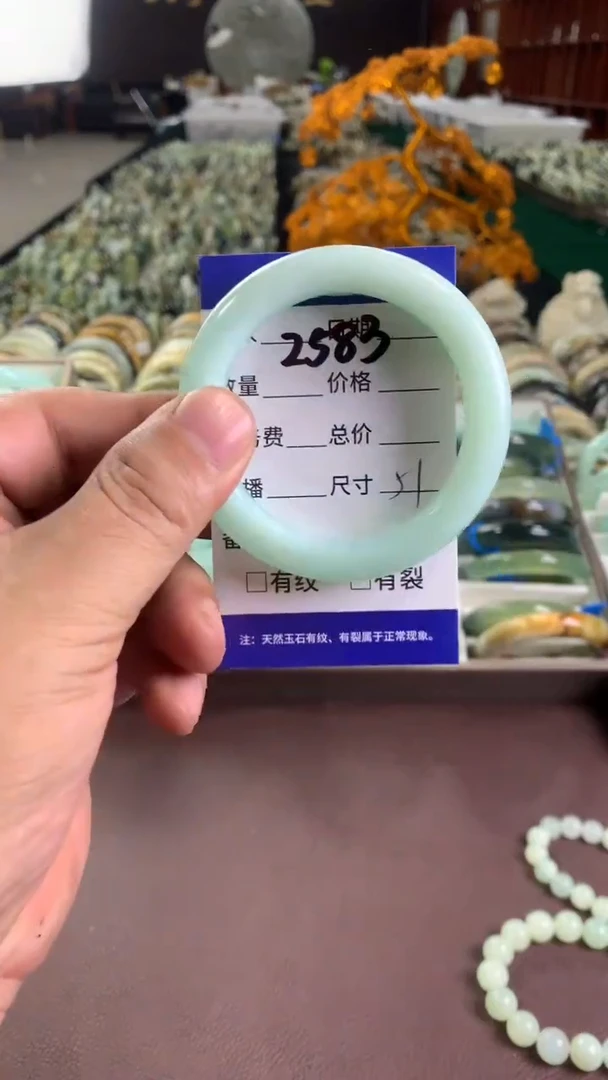 2583 日期
数量 价格
费 总价
播 尺寸 51
备
□有纹 □有裂
注：天然玉石有纹、有裂属于正常现象。